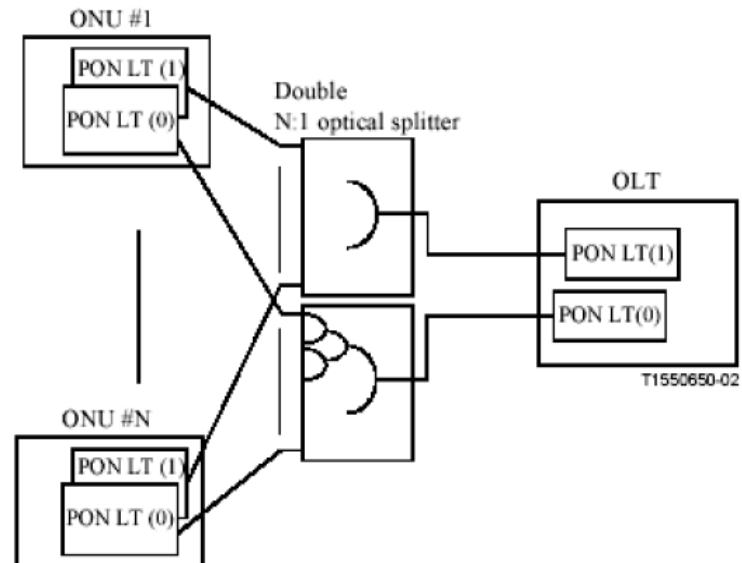 ONU #1
PON LT (1)
PON LT (0)
Double
N:1 optical splitter
OLT
PON LT(1)
PON LT(0)
T1550650-02
ONU #N
PON LT (1)
PON LT (0)